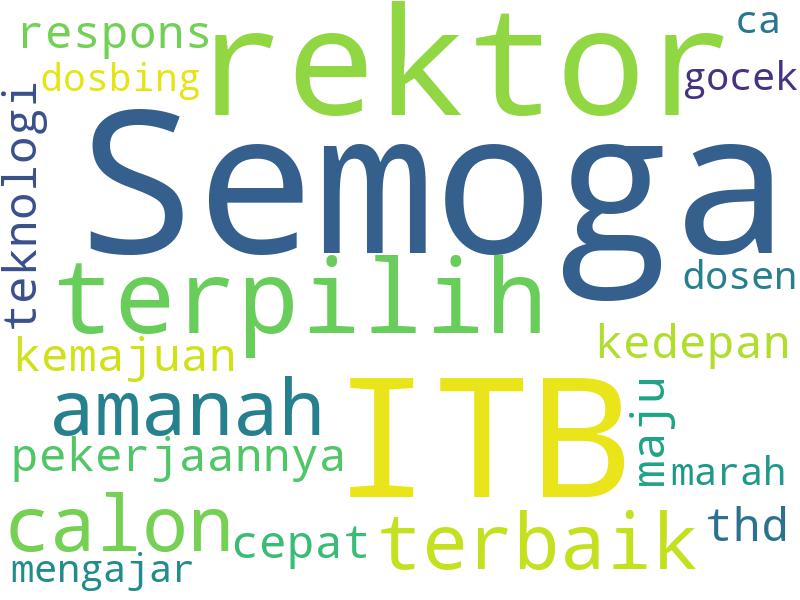 respons
rektor
ca
dosbing
gocek
teknologi
Semoga
terpilih
dosen
kemajuan
kedepan
amanah
ITB
maju
pekerjaannya
marah
calon
cepat
terbaik
thd
mengajar